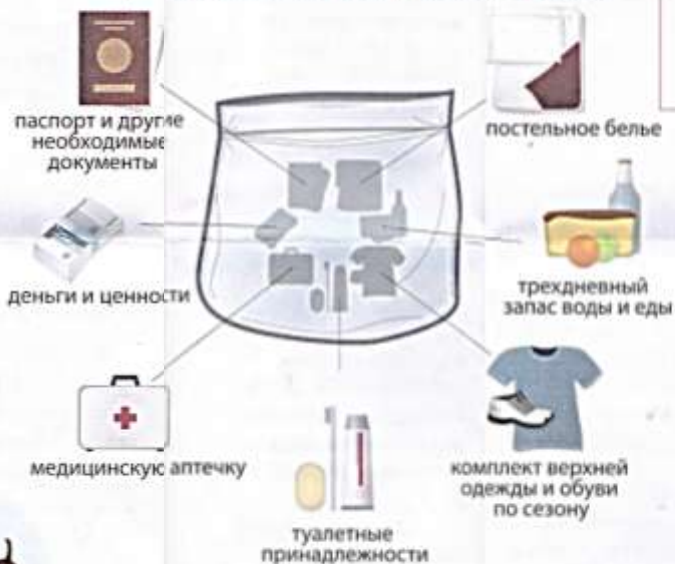 паспорт и другие
необходимые
документы
постельное белье
деньги и ценности
трехдневный
запас воды и еды
медицинскую аптечку
комплект верхней
одежды и обуви
по сезону
туалетные
принадлежности